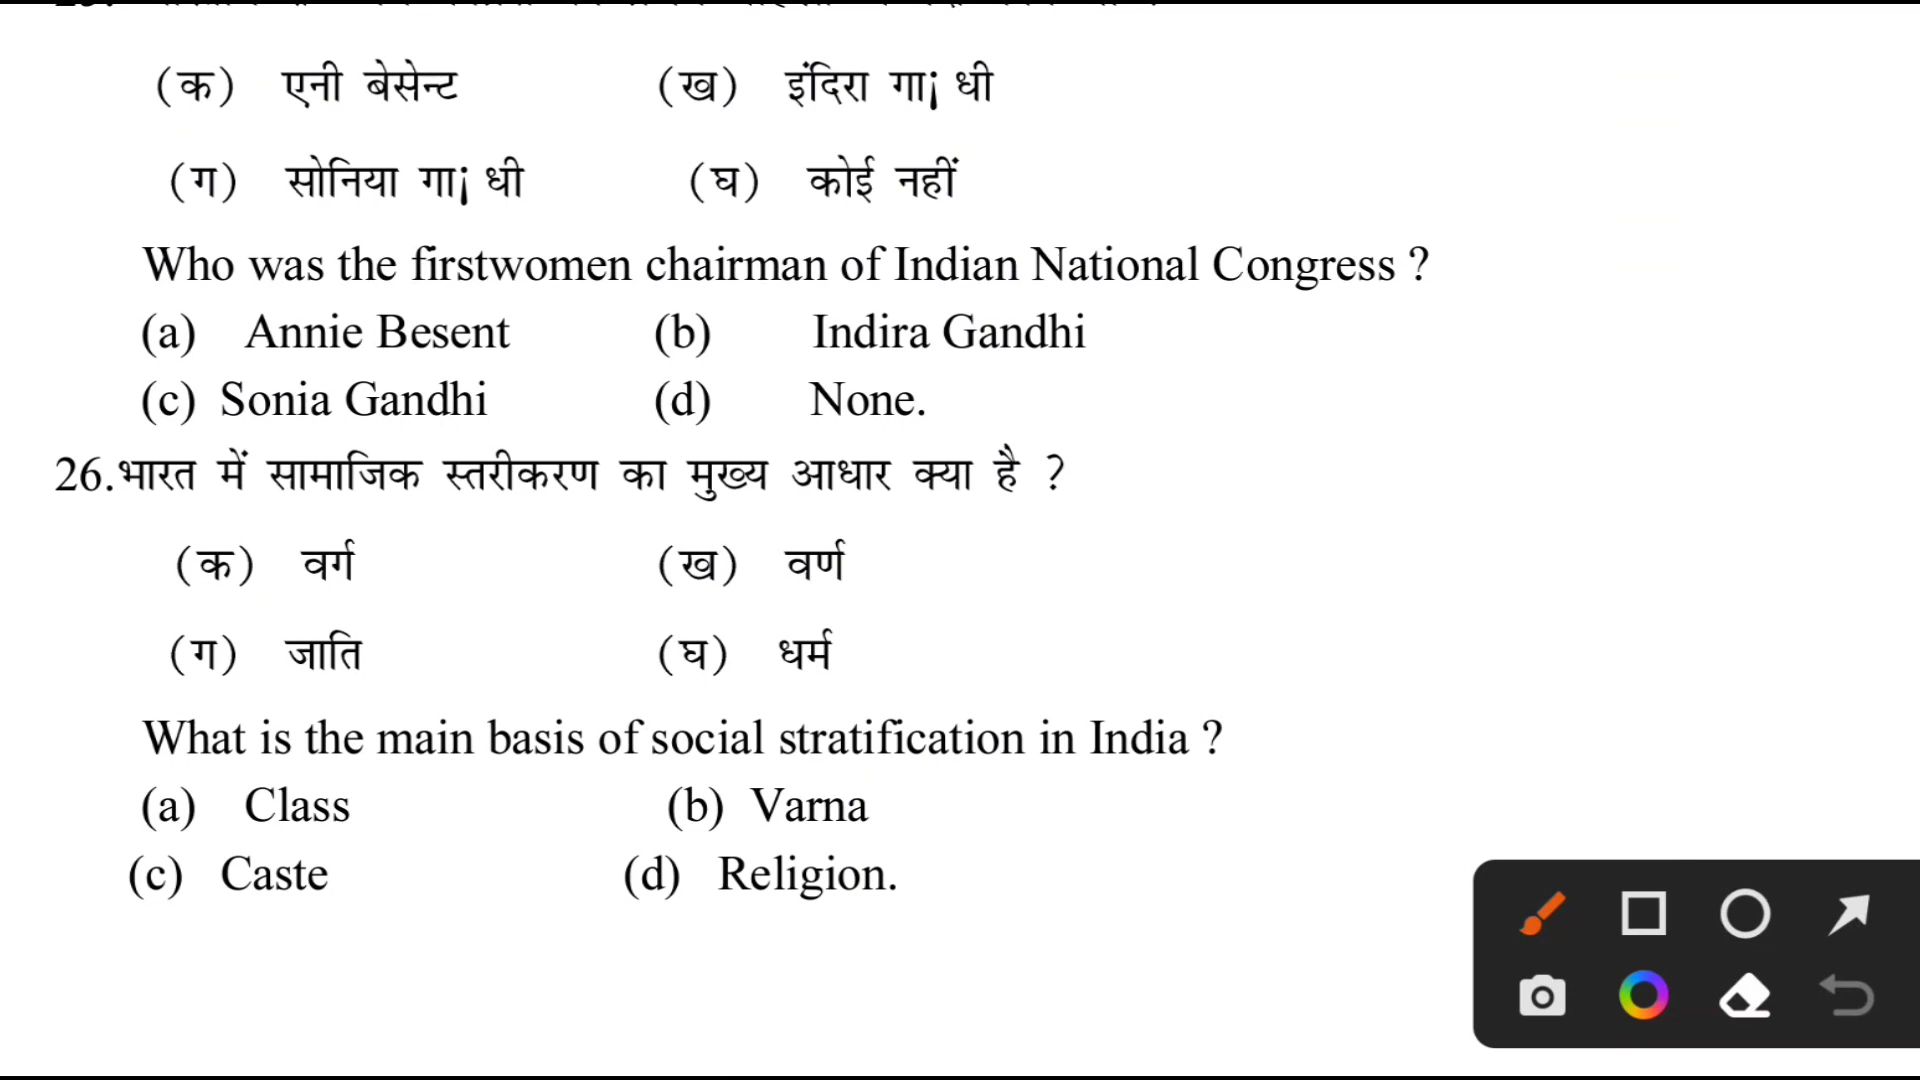 (क) एनी बेसेन्ट (ख) इंदिरा गा¡ धी
(ग) सोनिया गा¡ धी (घ) कोई नहीं
Who was the firstwomen chairman of Indian National Congress ?
(a) Annie Besent (b) Indira Gandhi
(c) Sonia Gandhi (d) None.
26.भारत में सामाजिक स्तरीकरण का मुख्य आधार क्या है ?
(क) वर्ग (ख) वर्ण
(ग) जाति (घ) धर्म
What is the main basis of social stratification in India ?
(a) Class (b) Varna
(c) Caste (d) Religion.